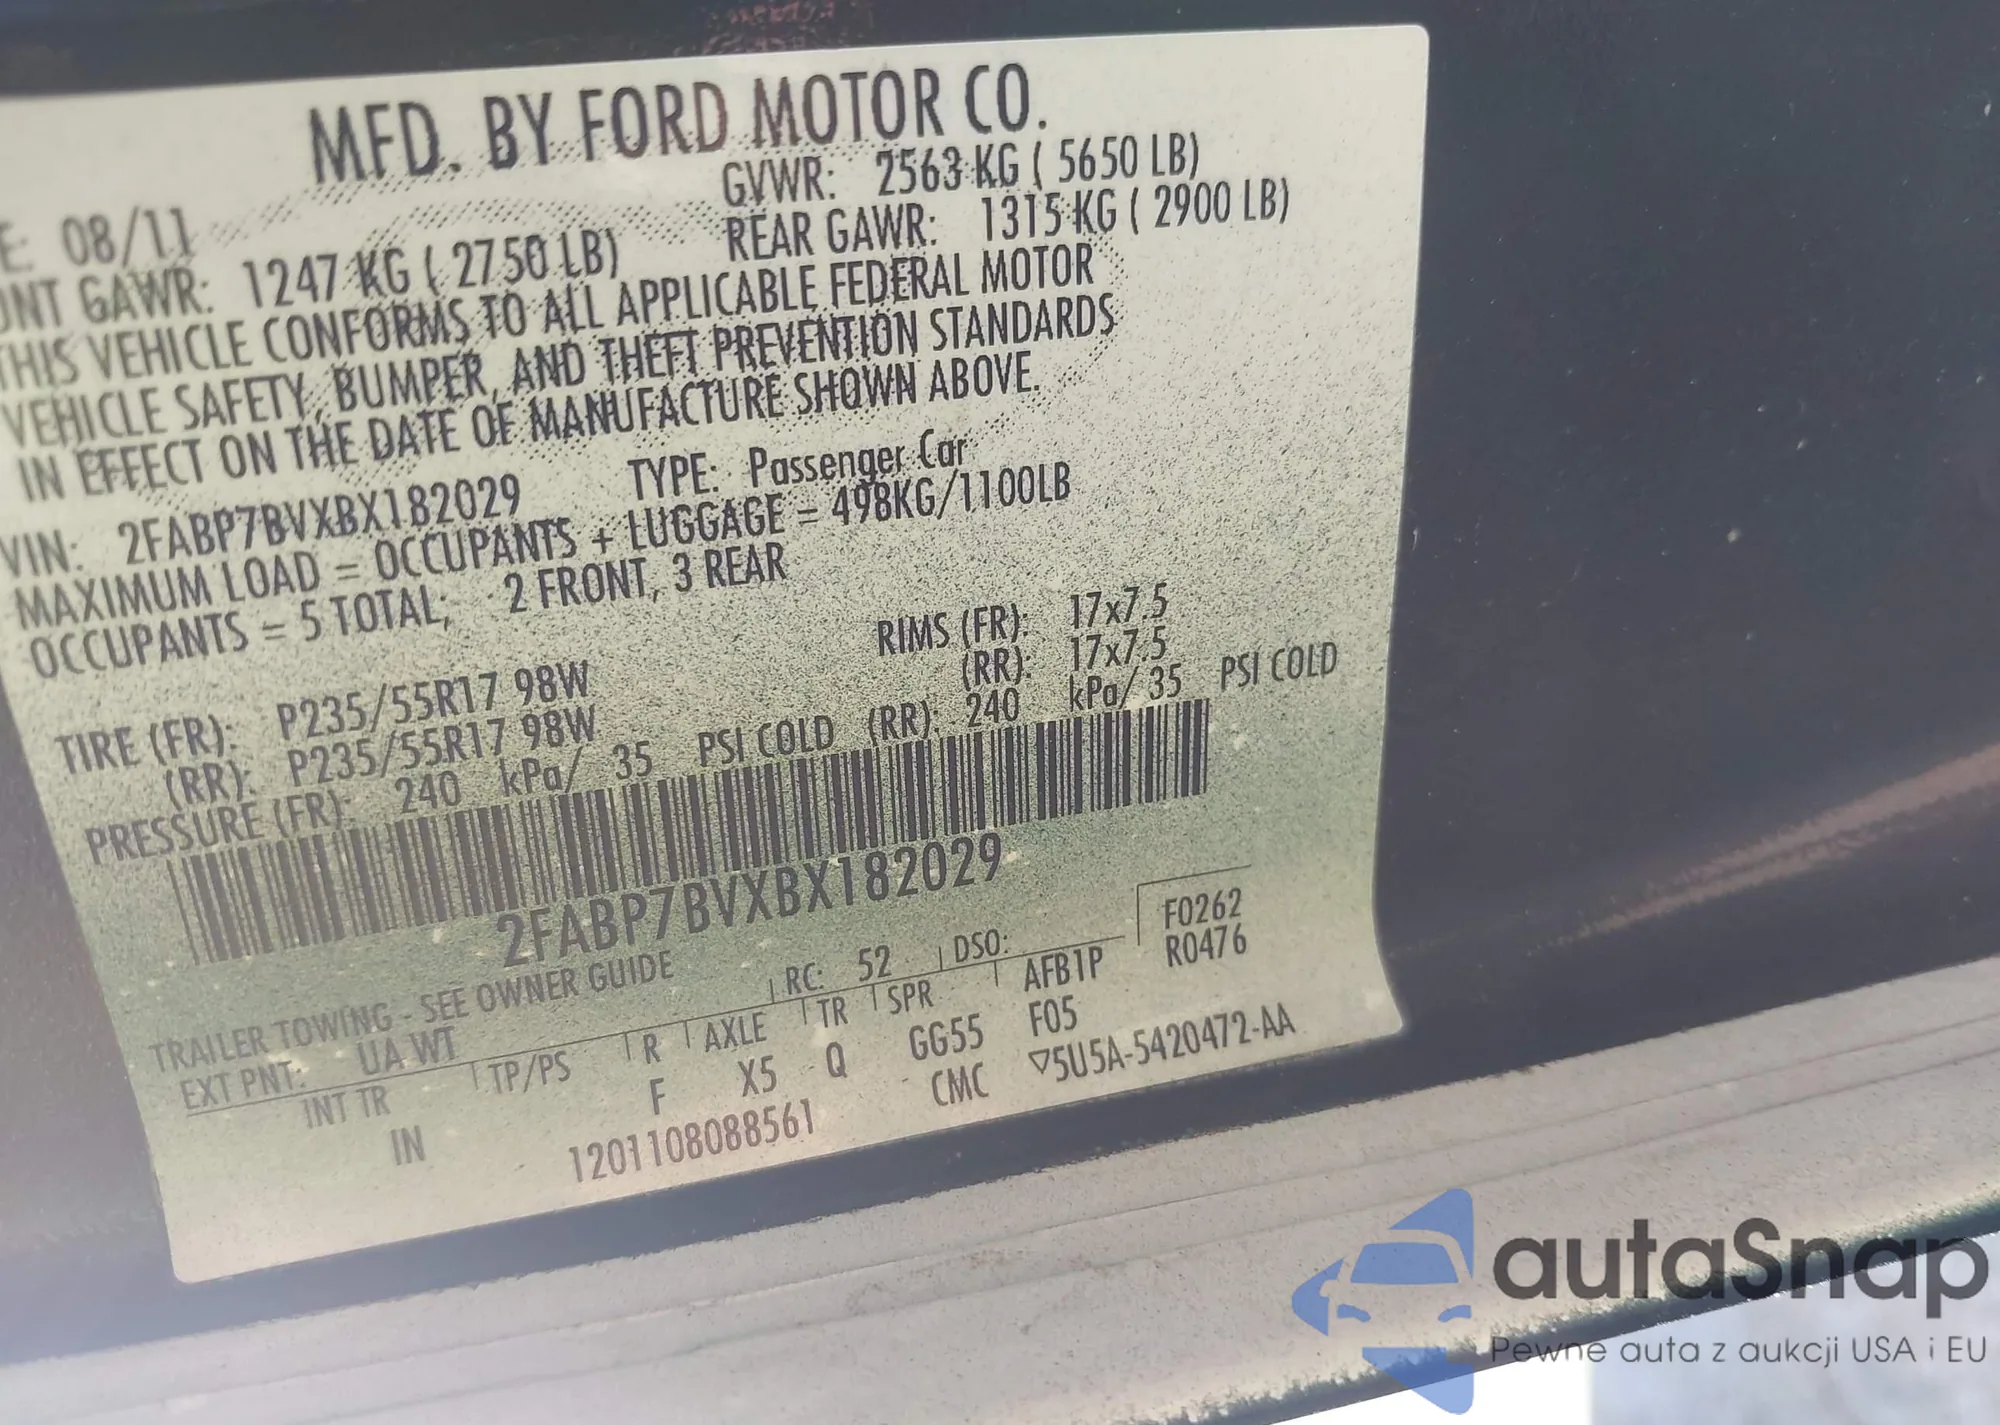 MFD. BY FORD MOTOR CO.
E: 08/11 GVWR: 2563 KG ( 5650 LB)
ONT GAWR: 1247 KG ( 2750 LB) REAR GAWR: 1315 KG ( 2900 LB)
THIS VEHICLE CONFORMS TO ALL APPLICABLE FEDERAL MOTOR
VEHICLE SAFETY, BUMPER, AND THEFT PREVENTION STANDARDS
IN EFFECT ON THE DATE OF MANUFACTURE SHOWN ABOVE.
VIN: 2FABP7BVXBX182029 TYPE: Passenger Car
MAXIMUM LOAD = OCCUPANTS + LUGGAGE = 498KG/1100LB
OCCUPANTS = 5 TOTAL; 2 FRONT, 3 REAR
TIRE (FR): P235/55R17 98W RIMS (FR): 17x7.5
(RR): P235/55R17 98W (RR): 17x7.5
PRESSURE (FR): 240 kPa/ 35 PSI COLD (RR): 240 kPa/ 35 PSI COLD
2FABP7BVXBX182029
TRAILER TOWING - SEE OWNER GUIDE
F0262
EXT PNT: UA WT RC: 52 DSO: R0476
INT TR TP/PS R AXLE TR SPR AFB1P
IN F X5 Q GG55 F05
1201108088561 CMC ▽5U5A-5420472-AA
autaSnap
Pewne auta z aukcji USA i EU